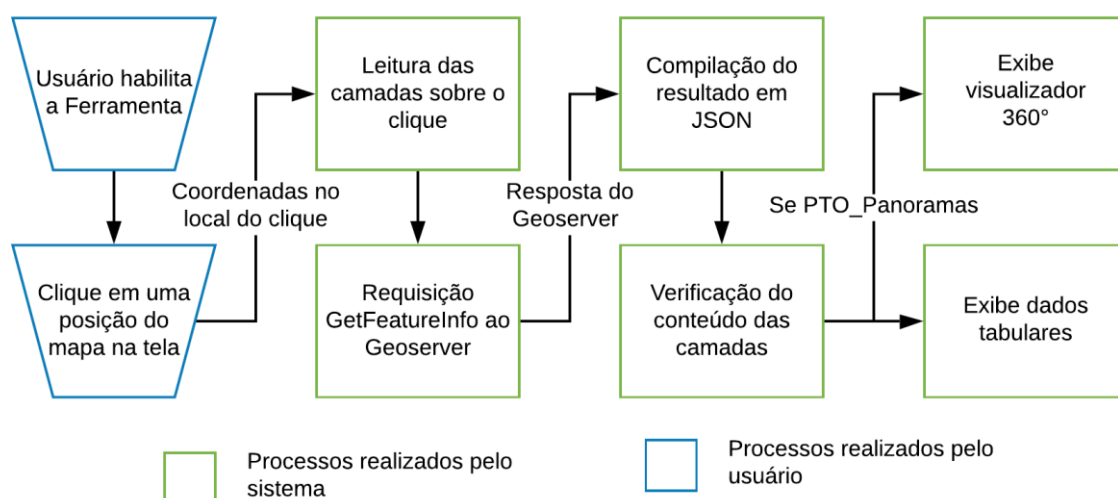 Usuário habilita
a Ferramenta
Leitura das
camadas sobre o
clique
Compilação do
resultado em
JSON
Exibe
visualizador
360°
Coordenadas no
local do clique
Resposta do
Geoserver
Se PTO_Panoramas
Clique em uma
posição do
mapa na tela
Requisição
GetFeatureInfo ao
Geoserver
Verificação do
conteúdo das
camadas
Exibe dados
tabulares
Processos realizados pelo
sistema
Processos realizados pelo
usuário